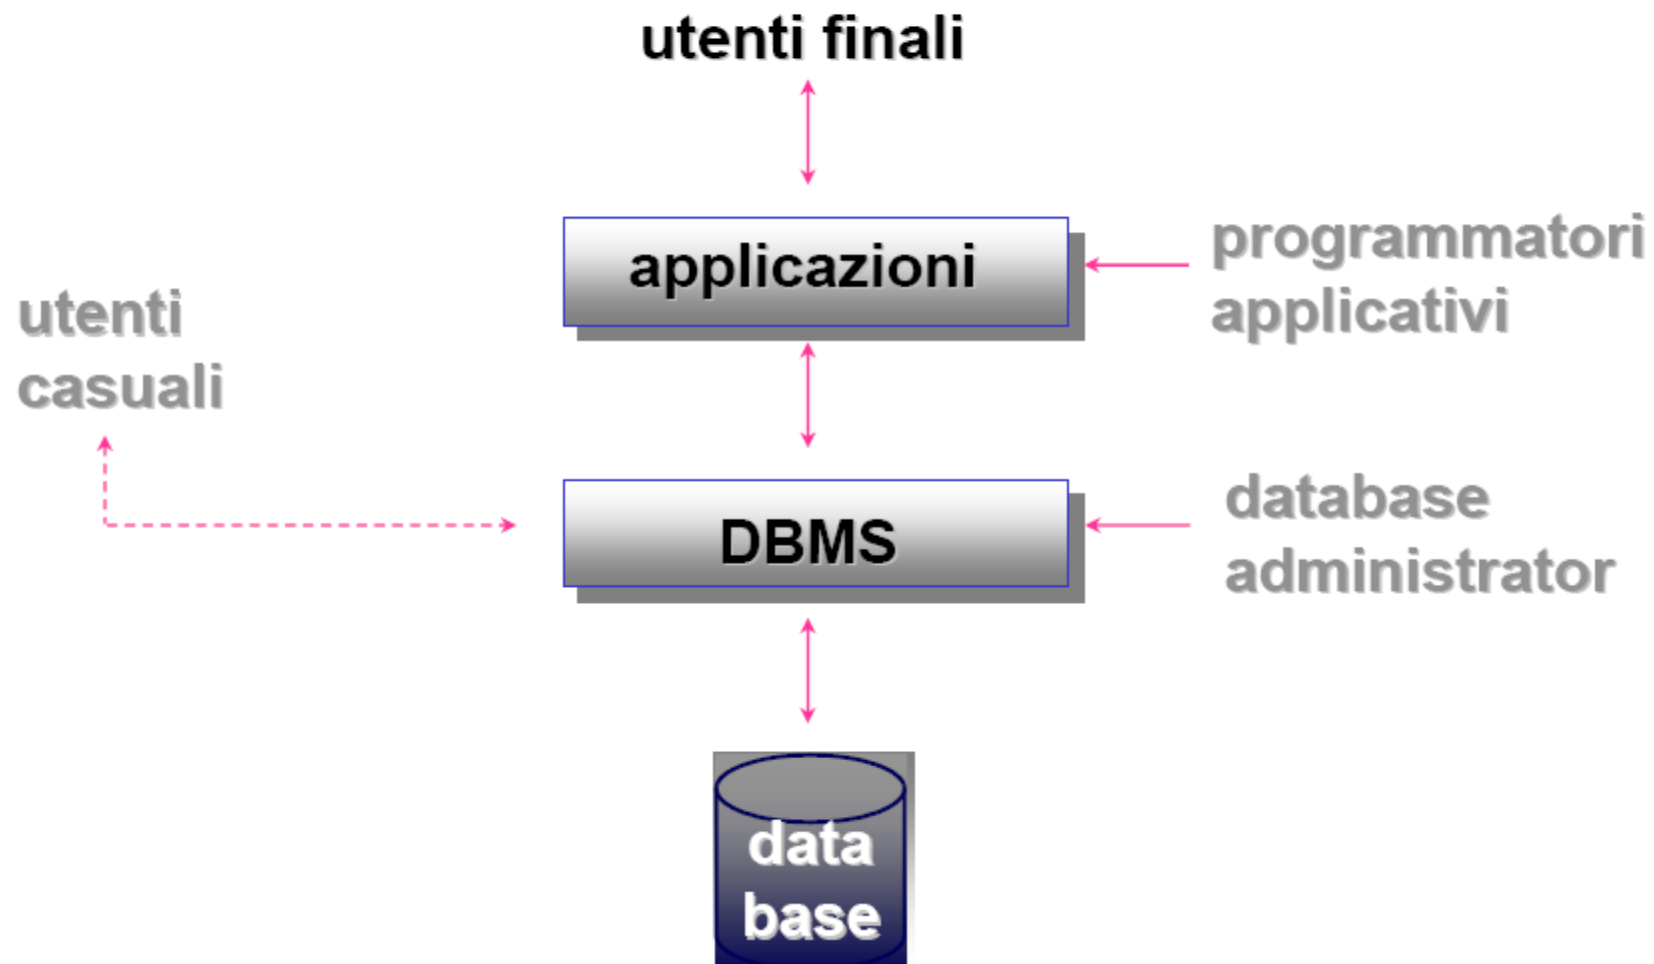 utenti finali
applicazioni
programmatori
applicativi
utenti
casuali
DBMS
database
administrator
data
base